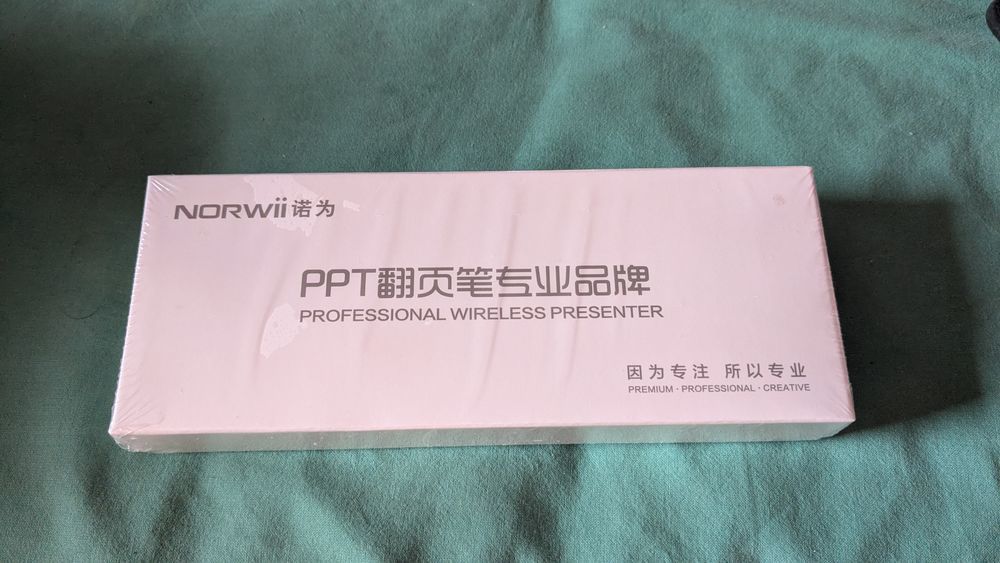 NORWii诺为
PPT翻页笔专业品牌
PROFESSIONAL WIRELESS PRESENTER
因为专注 所以专业
PREMIUM · PROFESSIONAL · CREATIVE